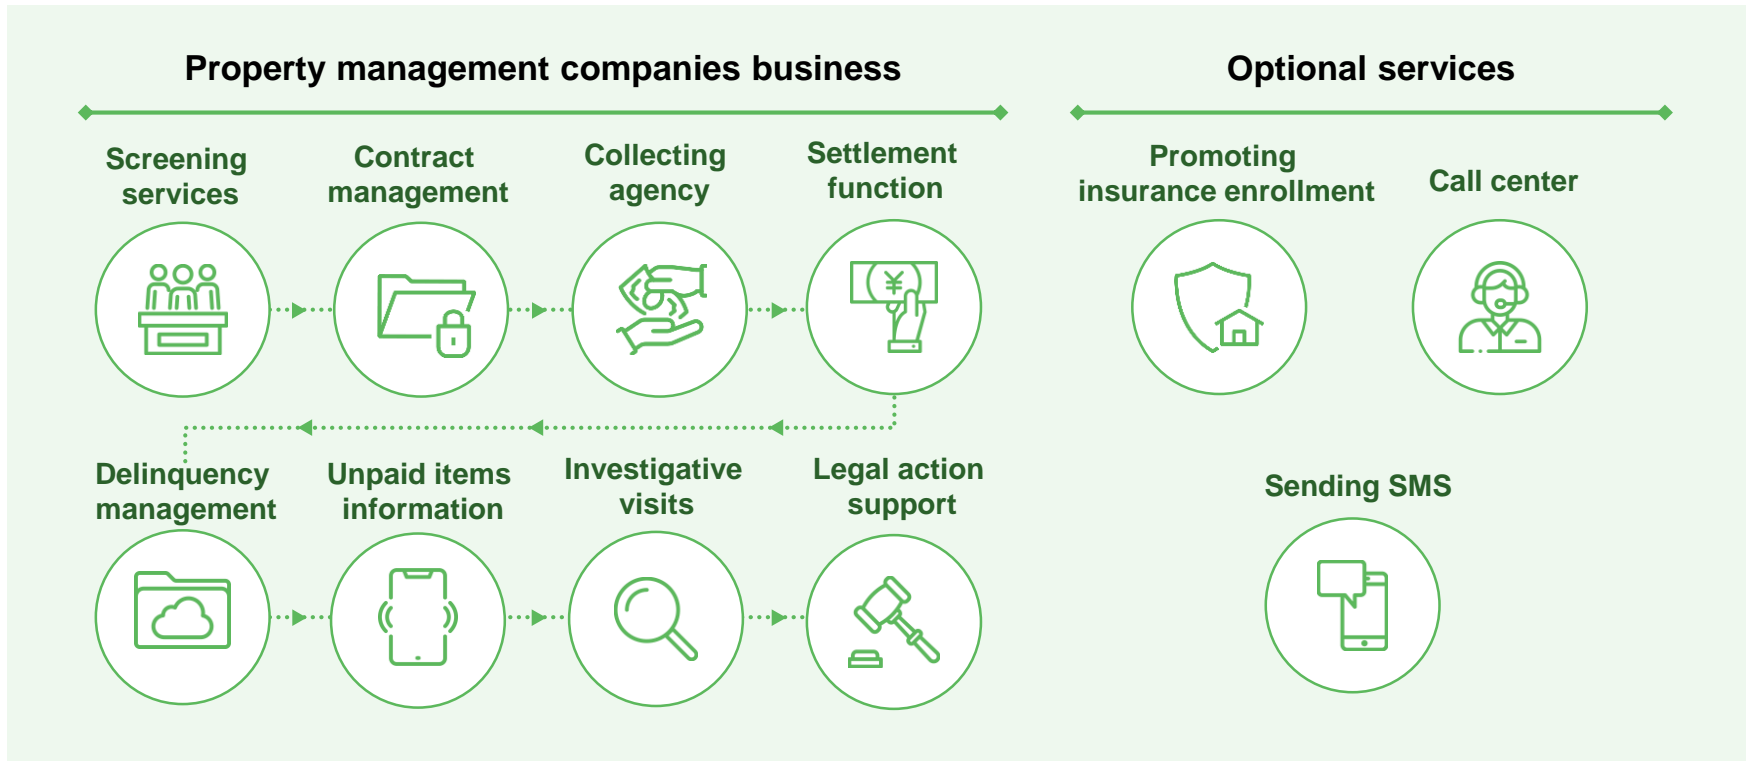 Property management companies business
Optional services
Screening
services
Contract
management
Collecting
agency
Settlement
function
Promoting
insurance enrollment
Call center
¥
Delinquency
management
Unpaid items
information
Investigative
visits
Legal action
support
Sending SMS